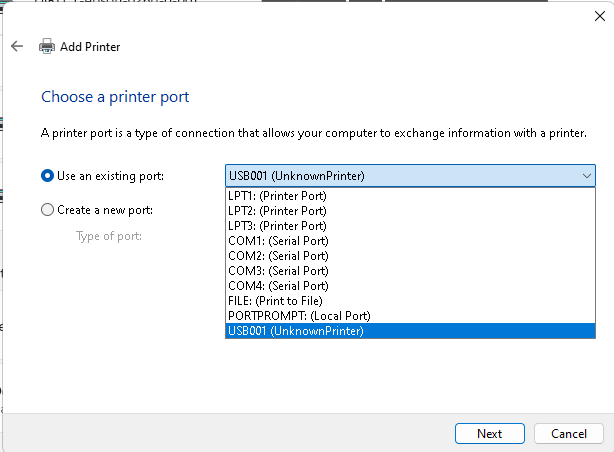 Add Printer
Choose a printer port
A printer port is a type of connection that allows your computer to exchange information with a printer.
Use an existing port:
USB001 (UnknownPrinter)
LPT1: (Printer Port)
LPT2: (Printer Port)
LPT3: (Printer Port)
Create a new port:
COM1: (Serial Port)
Type of port:
COM2: (Serial Port)
COM3: (Serial Port)
COM4: (Serial Port)
FILE: (Print to File)
PORTPROMPT: (Local Port)
USB001 (UnknownPrinter)
Next
Cancel